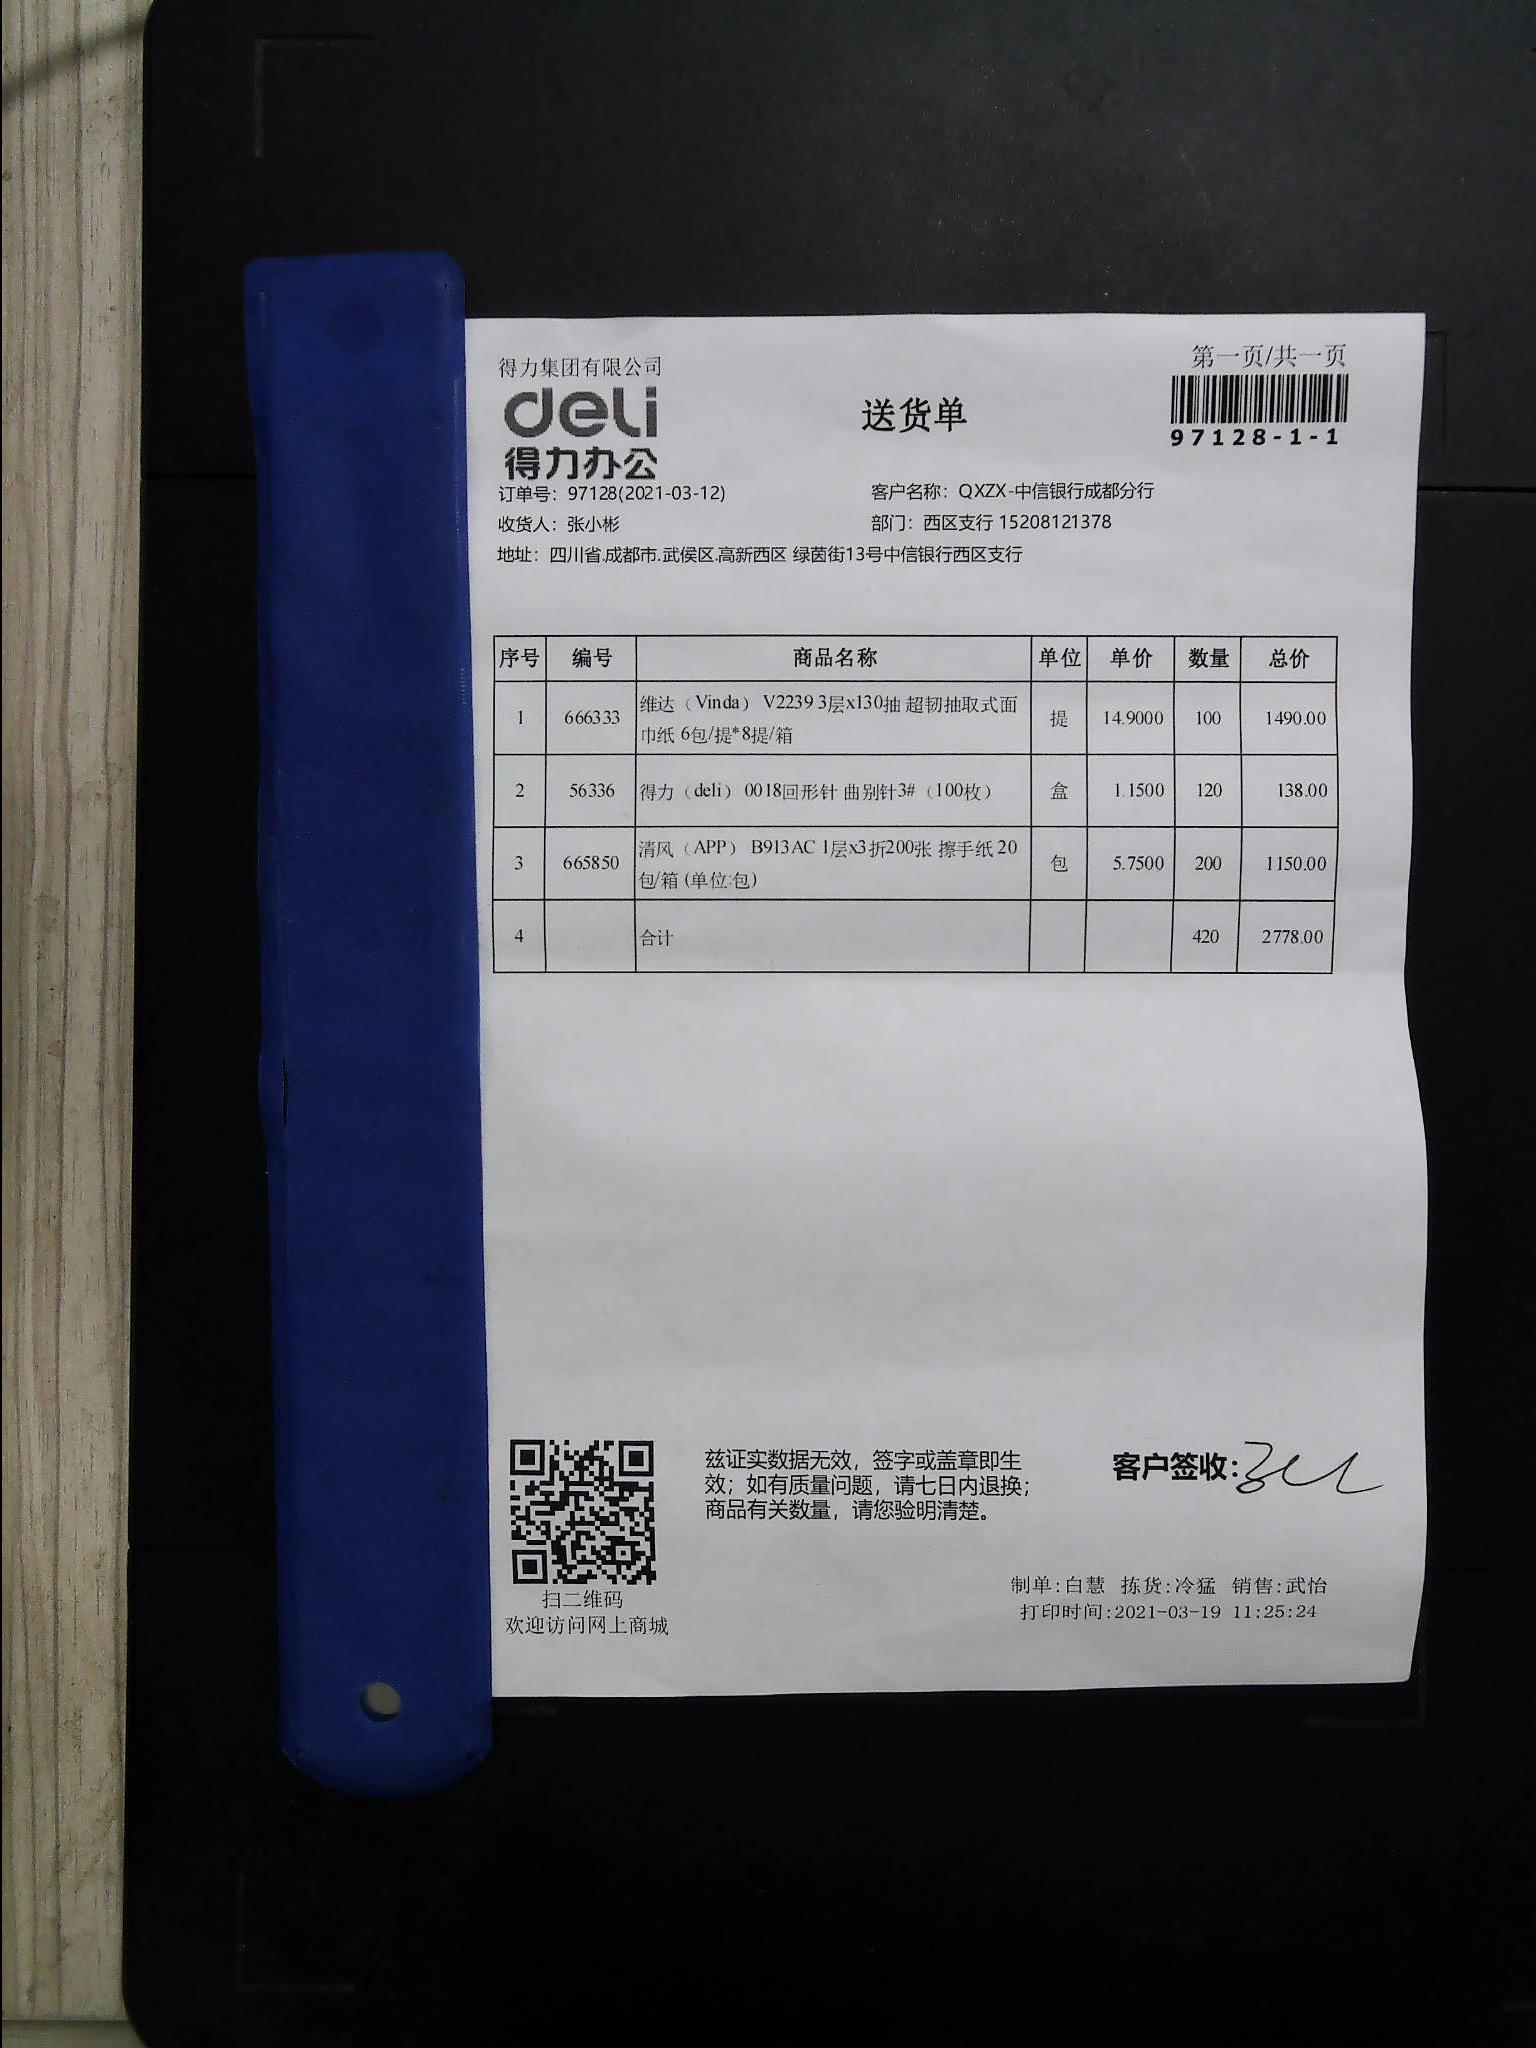 第一页/共一页
得力集团有限公司
deli
得力办公
送货单
97128-1-1
订单号：97128(2021-03-12)
客户名称：QXZX-中信银行成都分行
收货人：张小彬
部门：西区支行 15208121378
地址：四川省.成都市.武侯区.高新西区 绿茵街13号中信银行西区支行
序号 编号 商品名称 单位 单价 数量 总价
1 666333 维达（Vinda） V2239 3层x130抽 超韧抽取式面 提 14.9000 100 1490.00
巾纸 6包/提*8提/箱
2 56336 得力（deli） 0018回形针 曲别针3#（100枚） 盒 1.1500 120 138.00
3 665850 清风（APP） B913AC 1层x3折200张 擦手纸 20 包 5.7500 200 1150.00
包/箱 (单位:包)
4 合计 420 2778.00
兹证实数据无效，签字或盖章即生
效；如有质量问题，请七日内退换；
商品有关数量，请您验明清楚。
客户签收:
扫二维码
欢迎访问网上商城
制单:白慧 拣货:冷猛 销售:武怡
打印时间:2021-03-19 11:25:24